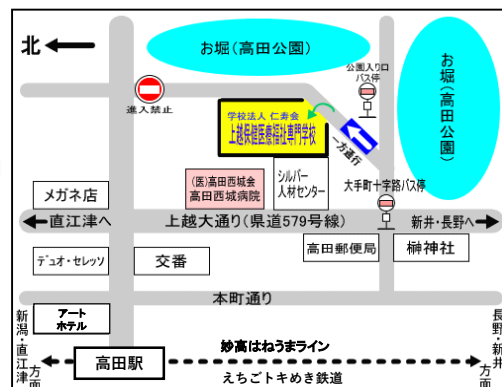 北
お堀(高田公園)
公園入り口
バス停
お堀(高田公園)
進入禁止
学校法人 仁寿会
上越保健医療福祉専門学校
一方通行
(医)高田西城会
高田西城病院
シルバー
人材センター
大手町十字路バス停
メガネ店
直江津へ
上越大通り(県道579号線)
新井・長野へ
デュオ・セレッソ
交番
高田郵便局
榊神社
本町通り
アート
ホテル
新潟・直江津
方面
高田駅
妙高はねうまライン
えちごトキめき鉄道
長野・新井
方面